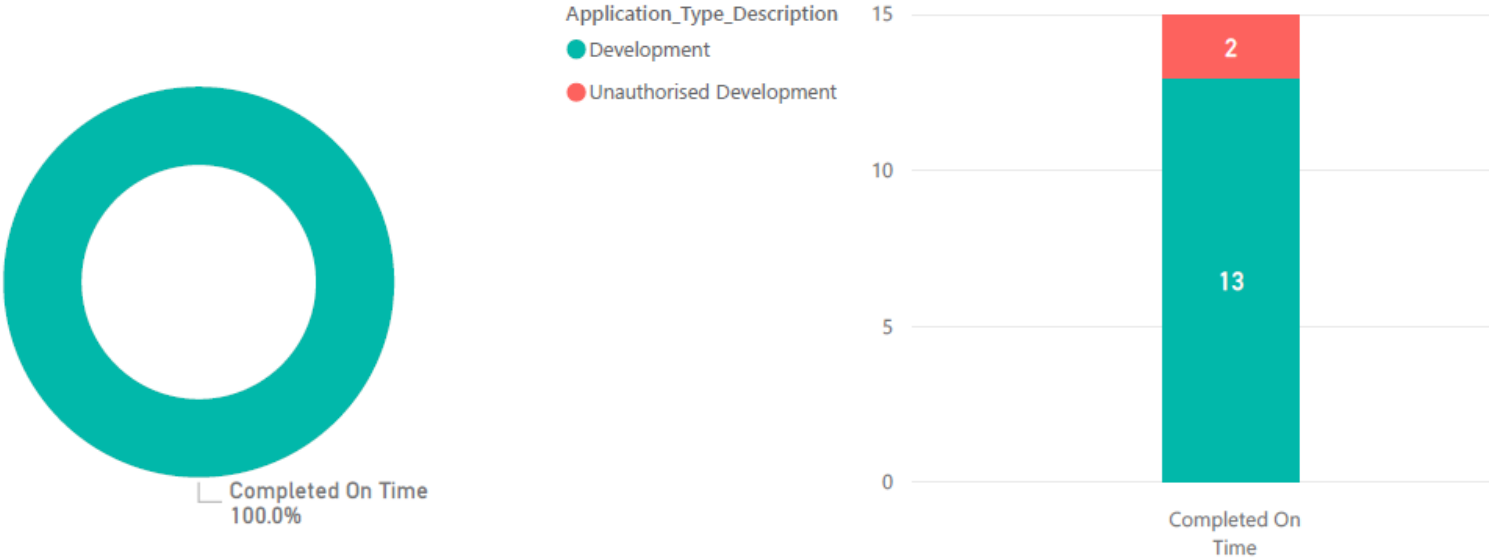 Completed On Time
100.0%
Application_Type_Description
Development
Unauthorised Development
15
10
5
0
2
13
Completed On
Time